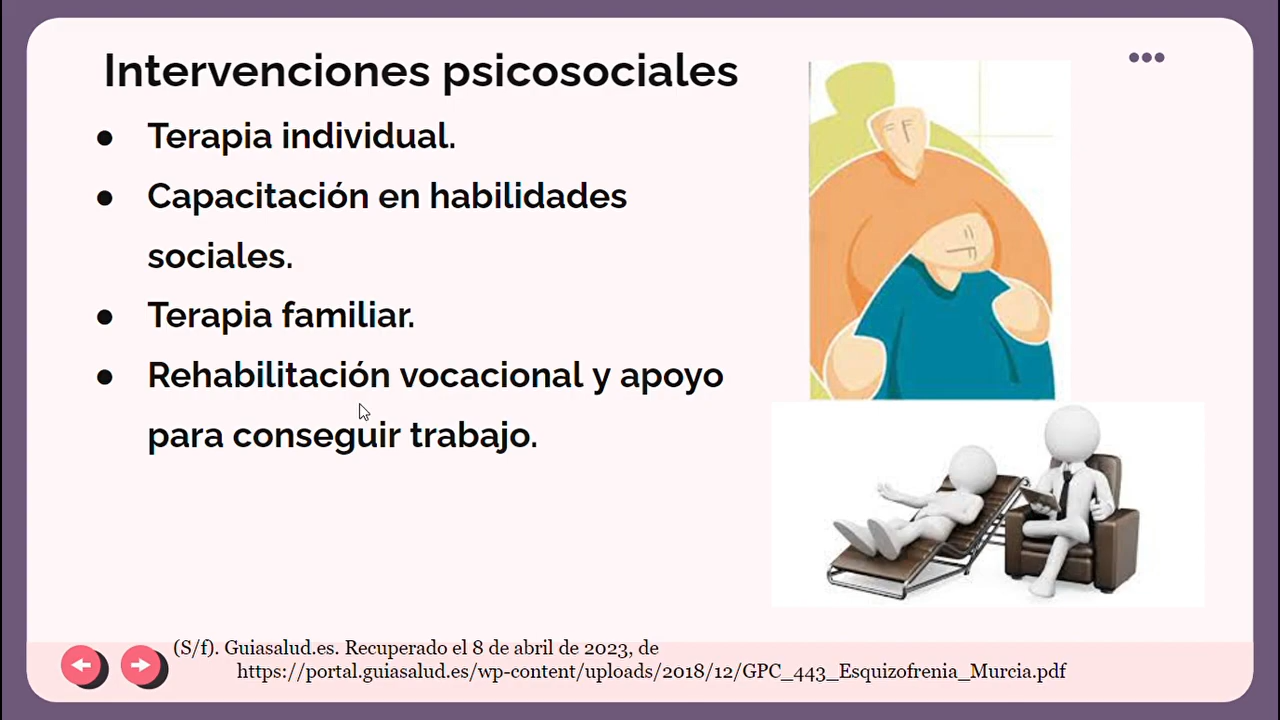 Intervenciones psicosociales
● Terapia individual.
● Capacitación en habilidades
sociales.
● Terapia familiar.
● Rehabilitación vocacional y apoyo
para conseguir trabajo.
(S/f). Guiasalud.es. Recuperado el 8 de abril de 2023, de
https://portal.guiasalud.es/wp-content/uploads/2018/12/GPC_443_Esquizofrenia_Murcia.pdf